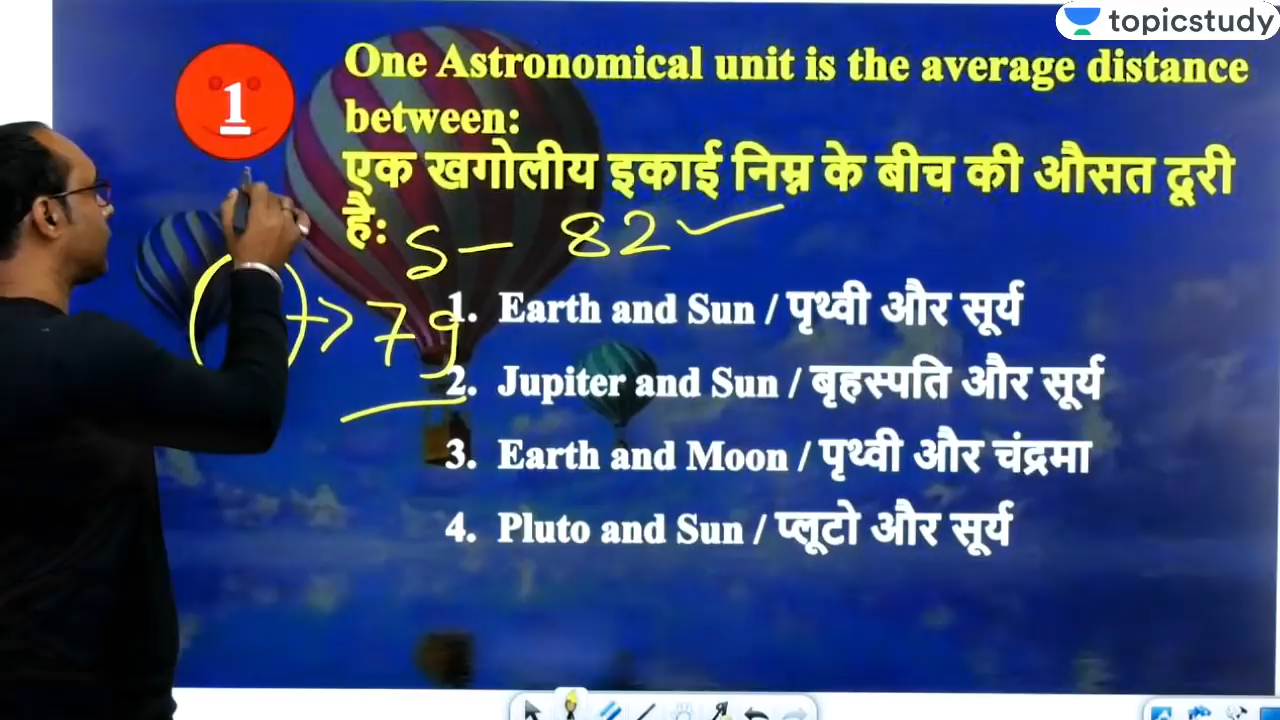 topicstudy
1
One Astronomical unit is the average distance
between:
एक खगोलीय इकाई निम्न के बीच की औसत दूरी
है:
S - 82 ✓
( ) → 79
1. Earth and Sun / पृथ्वी और सूर्य
2. Jupiter and Sun / बृहस्पति और सूर्य
3. Earth and Moon / पृथ्वी और चंद्रमा
4. Pluto and Sun / प्लूटो और सूर्य